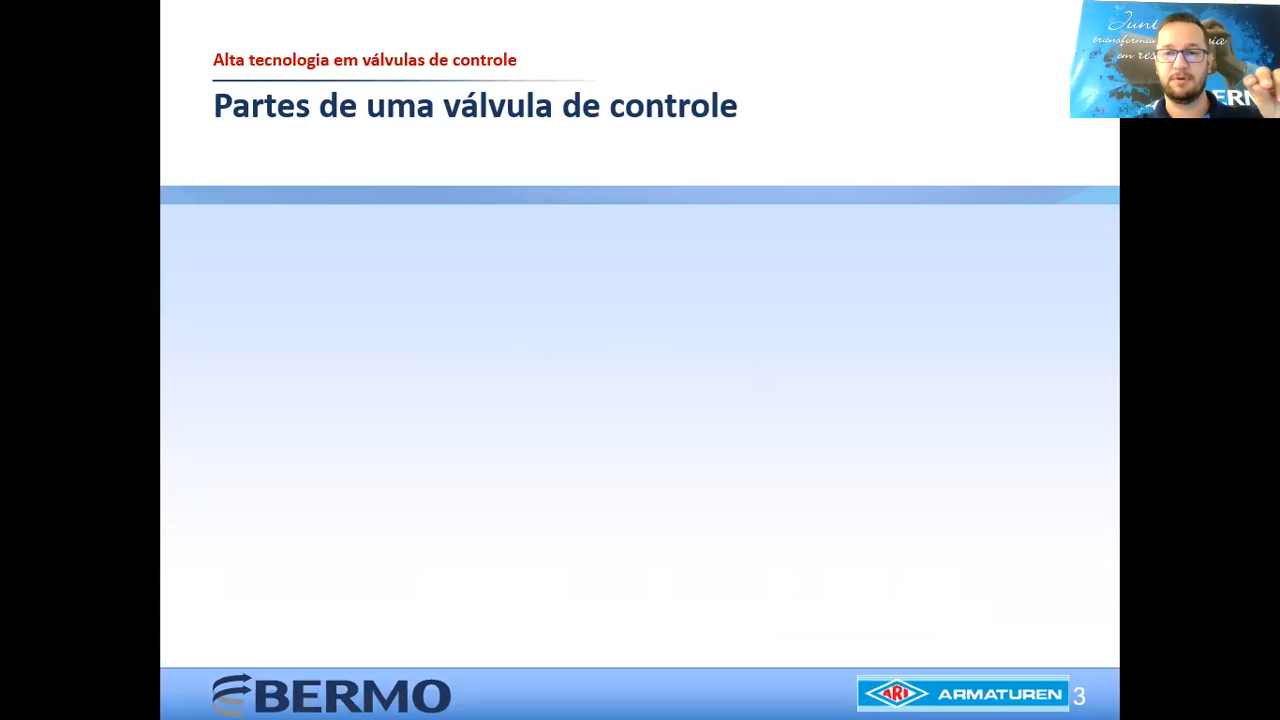 Alta tecnologia em válvulas de controle
Partes de uma válvula de controle
BERMO
ARI ARMATUREN
3